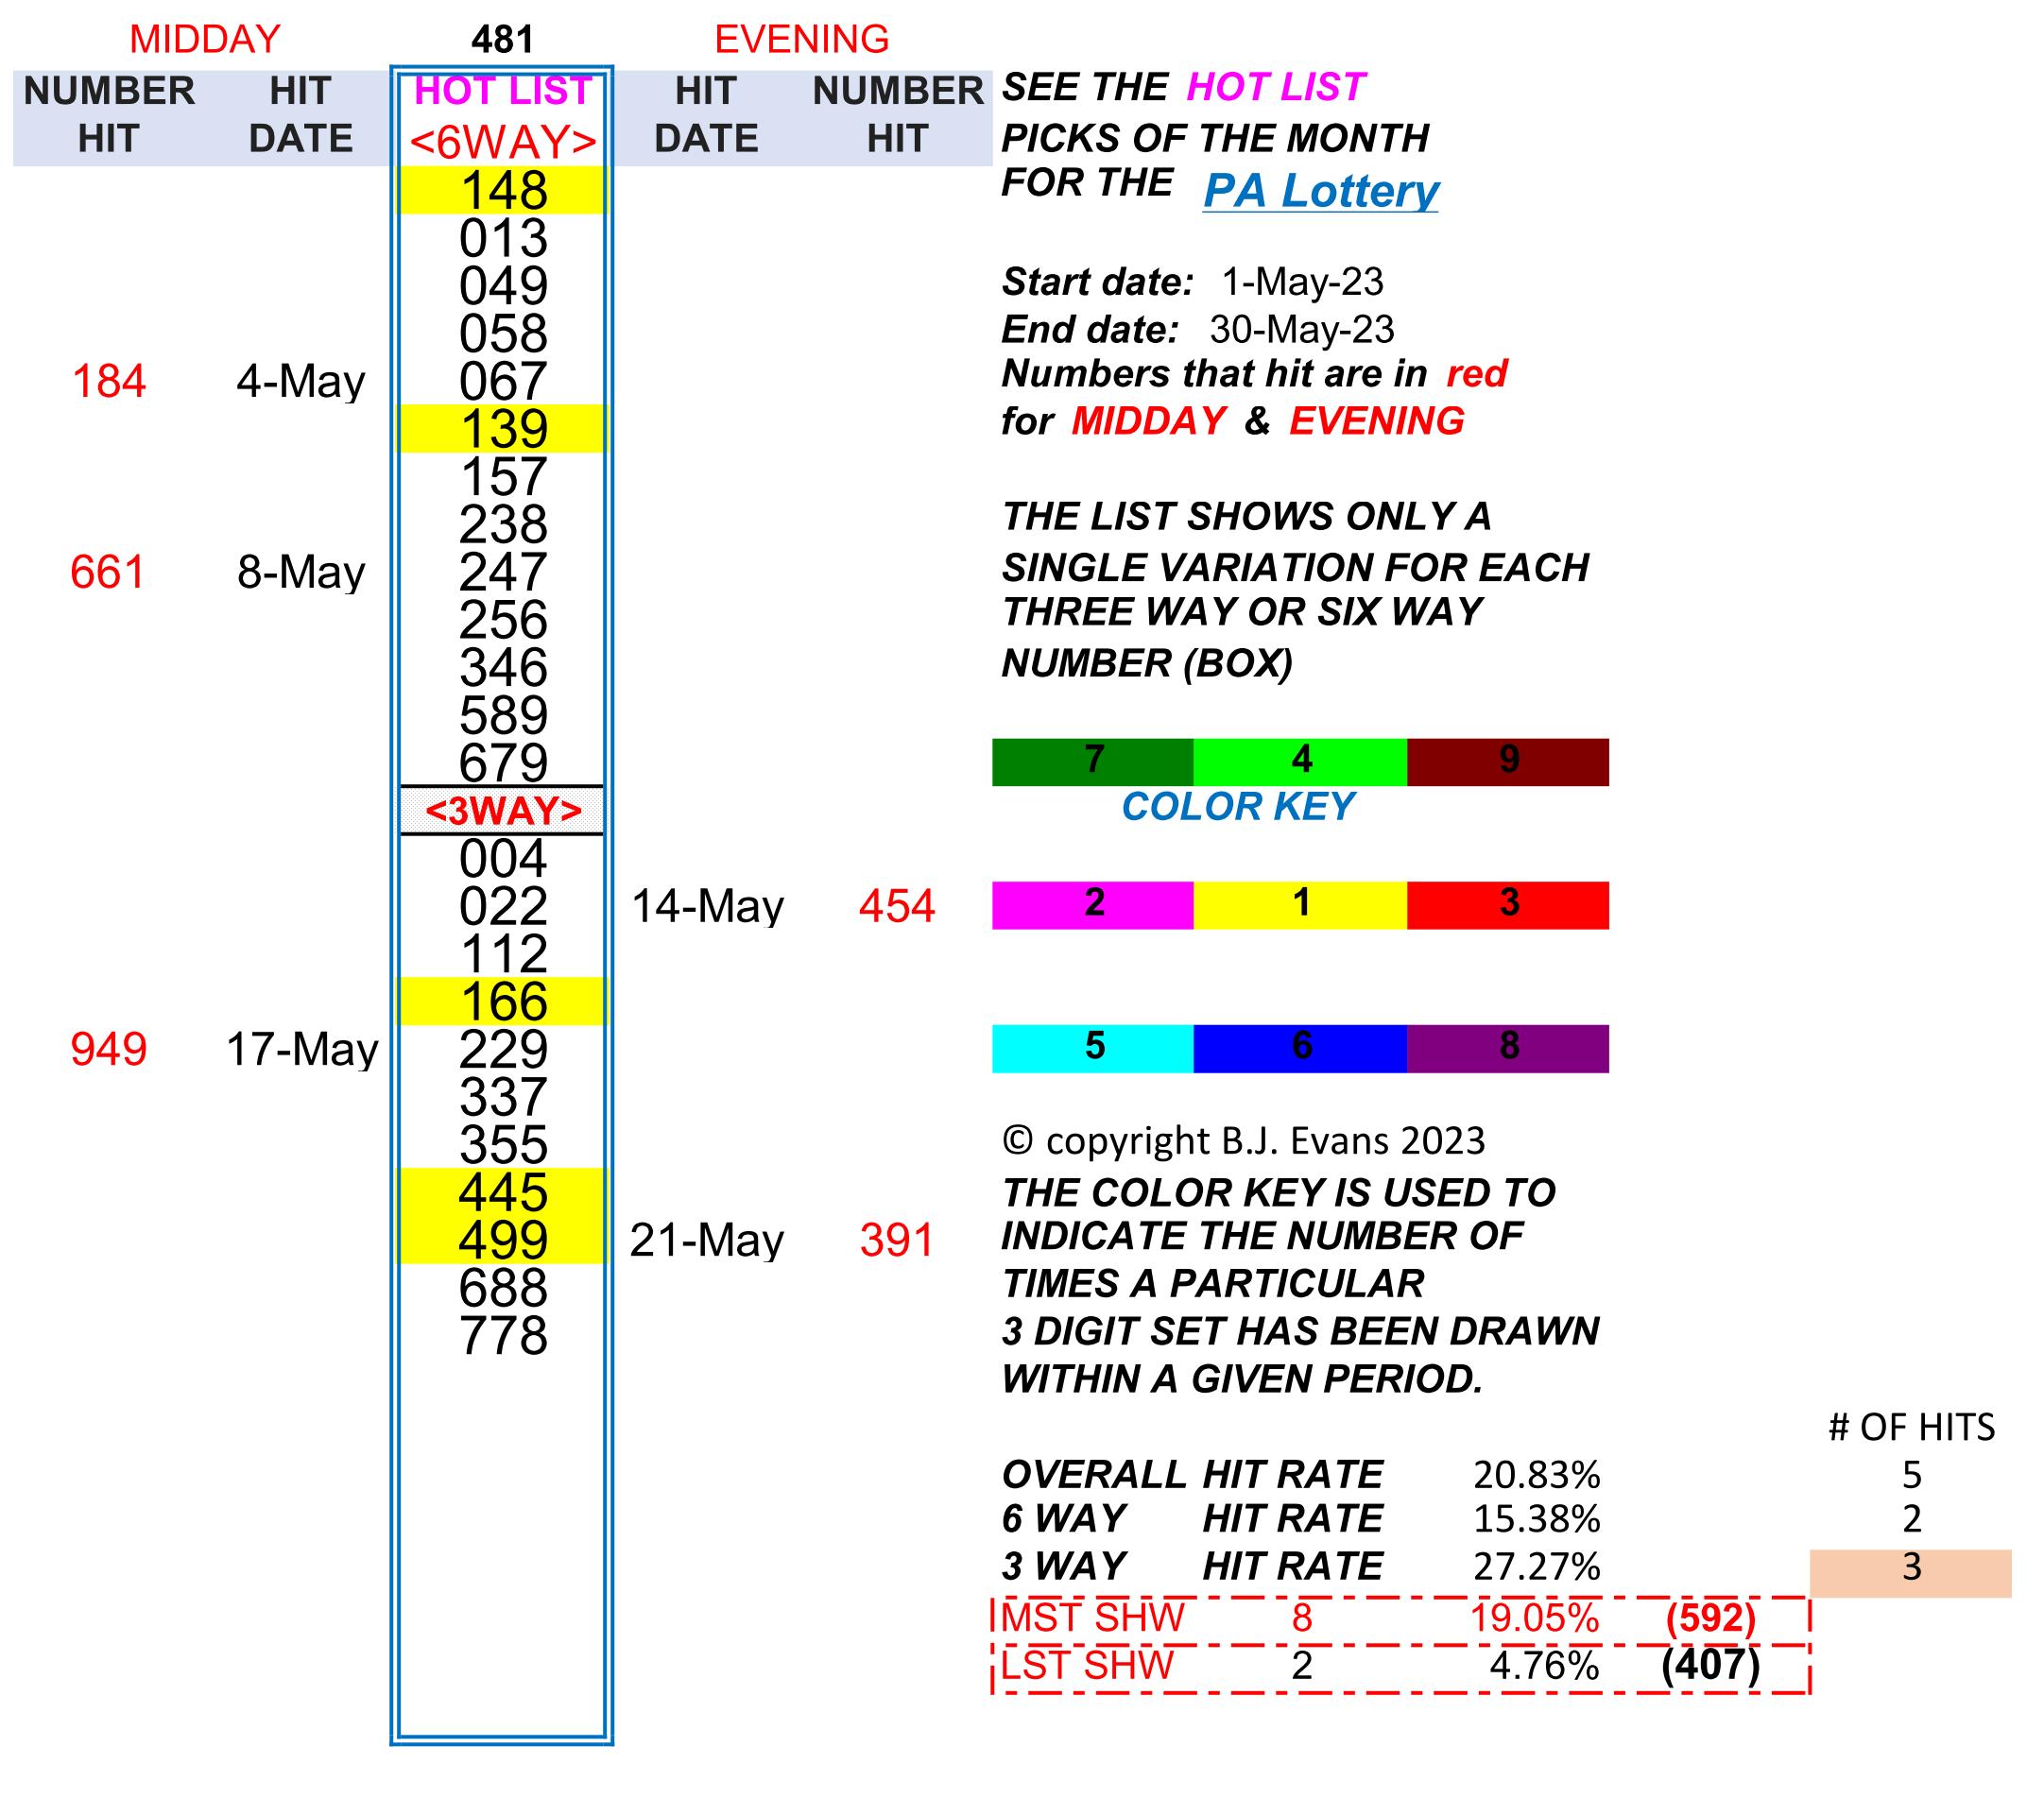 MIDDAY 481 EVENING
NUMBER HIT HOT LIST HIT NUMBER SEE THE HOT LIST
HIT DATE <6WAY> DATE HIT PICKS OF THE MONTH
148 FOR THE PA Lottery
013
049 Start date: 1-May-23
058 End date: 30-May-23
184 4-May 067 Numbers that hit are in red
139 for MIDDAY & EVENING
157
238 THE LIST SHOWS ONLY A
661 8-May 247 SINGLE VARIATION FOR EACH
256 THREE WAY OR SIX WAY
346 NUMBER (BOX)
589
679 7 4 9
<3WAY> COLOR KEY
004
022 14-May 454 2 1 3
112
166
949 17-May 229 5 6 8
337
355 © copyright B.J. Evans 2023
445 THE COLOR KEY IS USED TO
499 21-May 391 INDICATE THE NUMBER OF
688 TIMES A PARTICULAR
778 3 DIGIT SET HAS BEEN DRAWN
WITHIN A GIVEN PERIOD.
# OF HITS
OVERALL HIT RATE 20.83% 5
6 WAY HIT RATE 15.38% 2
3 WAY HIT RATE 27.27% 3
MST SHW 8 19.05% (592)
LST SHW 2 4.76% (407)